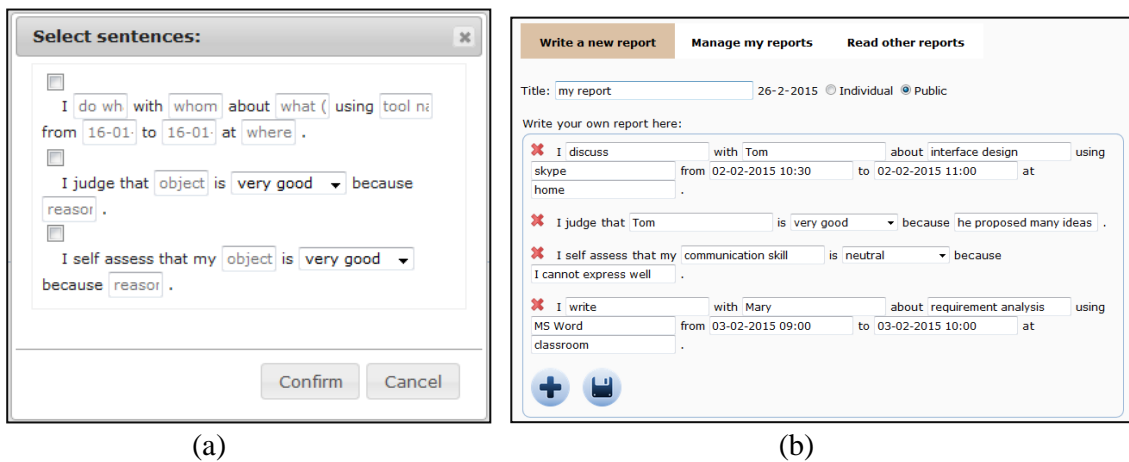 Select sentences:
I do wh with whom about what ( using tool na
from 16-01- to 16-01- at where .
I judge that object is very good because
reason .
I self assess that my object is very good
because reason .
Confirm Cancel
(a)
Write a new report Manage my reports Read other reports
Title: my report 26-2-2015 Individual Public
Write your own report here:
I discuss with Tom about interface design using
skype from 02-02-2015 10:30 to 02-02-2015 11:00 at
home .
I judge that Tom is very good because he proposed many ideas .
I self assess that my communication skill is neutral because
I cannot express well .
I write with Mary about requirement analysis using
MS Word from 03-02-2015 09:00 to 03-02-2015 10:00 at
classroom .
(b)